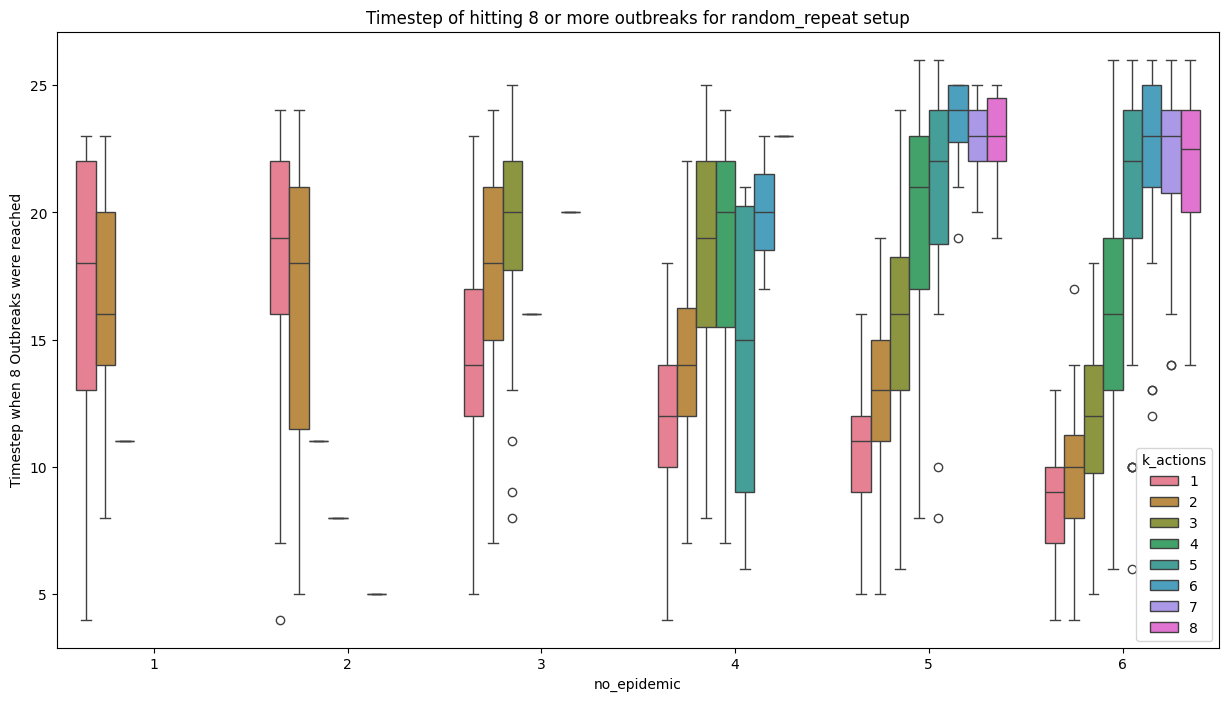 Timestep of hitting 8 or more outbreaks for random_repeat setup
Timestep when 8 Outbreaks were reached
25
20
15
10
5
1 2 3 4 5 6
no_epidemic
k_actions
1
2
3
4
5
6
7
8